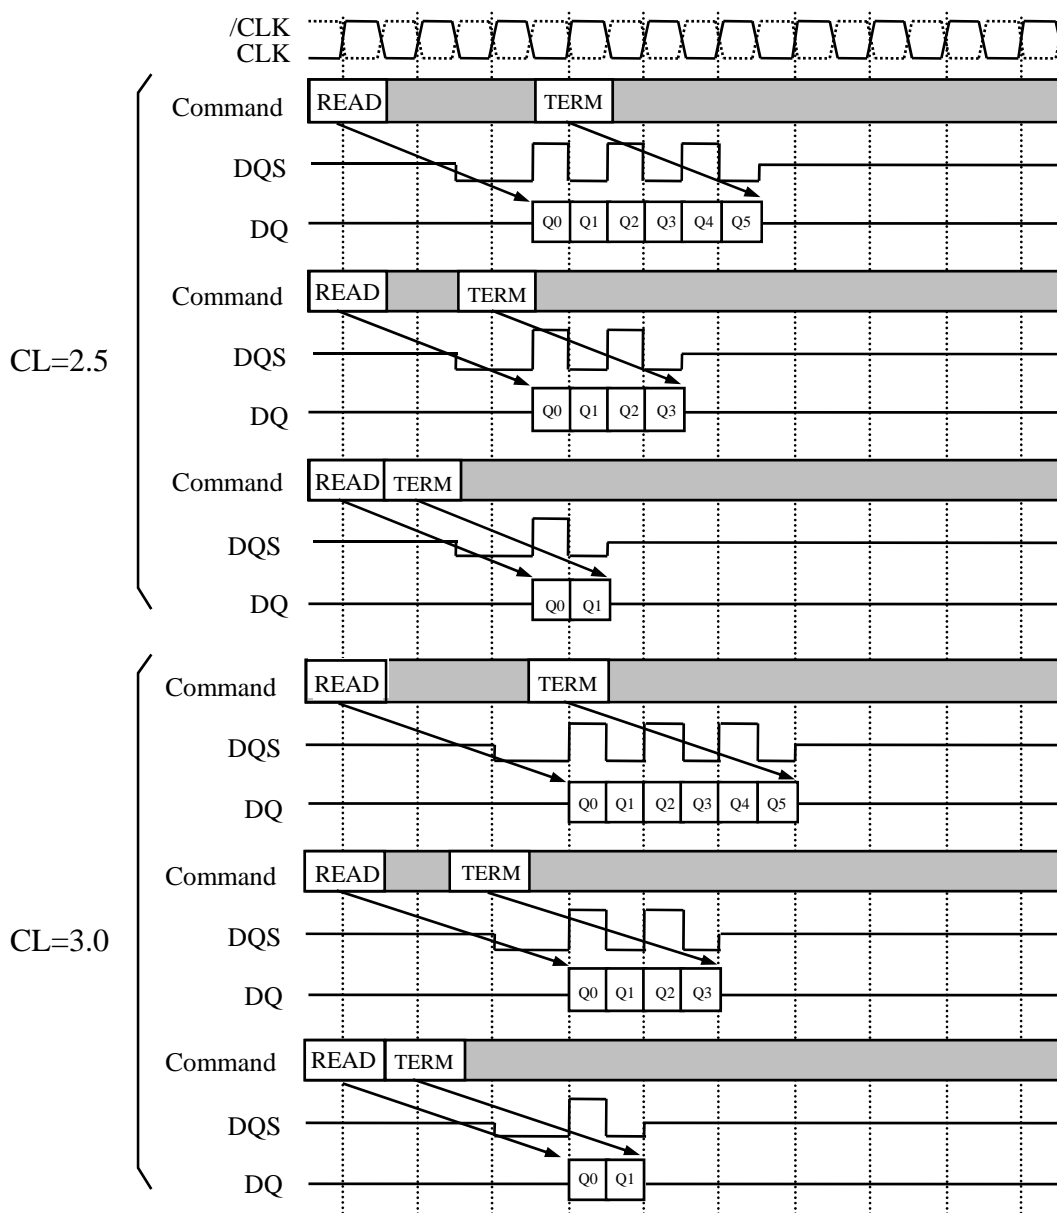 /CLK
CLK
Command READ TERM
DQS
DQ Q0 Q1 Q2 Q3 Q4 Q5
Command READ TERM
CL=2.5
DQS
DQ Q0 Q1 Q2 Q3
Command READ TERM
DQS
DQ Q0 Q1
Command READ TERM
DQS
DQ Q0 Q1 Q2 Q3 Q4 Q5
Command READ TERM
CL=3.0
DQS
DQ Q0 Q1 Q2 Q3
Command READ TERM
DQS
DQ Q0 Q1